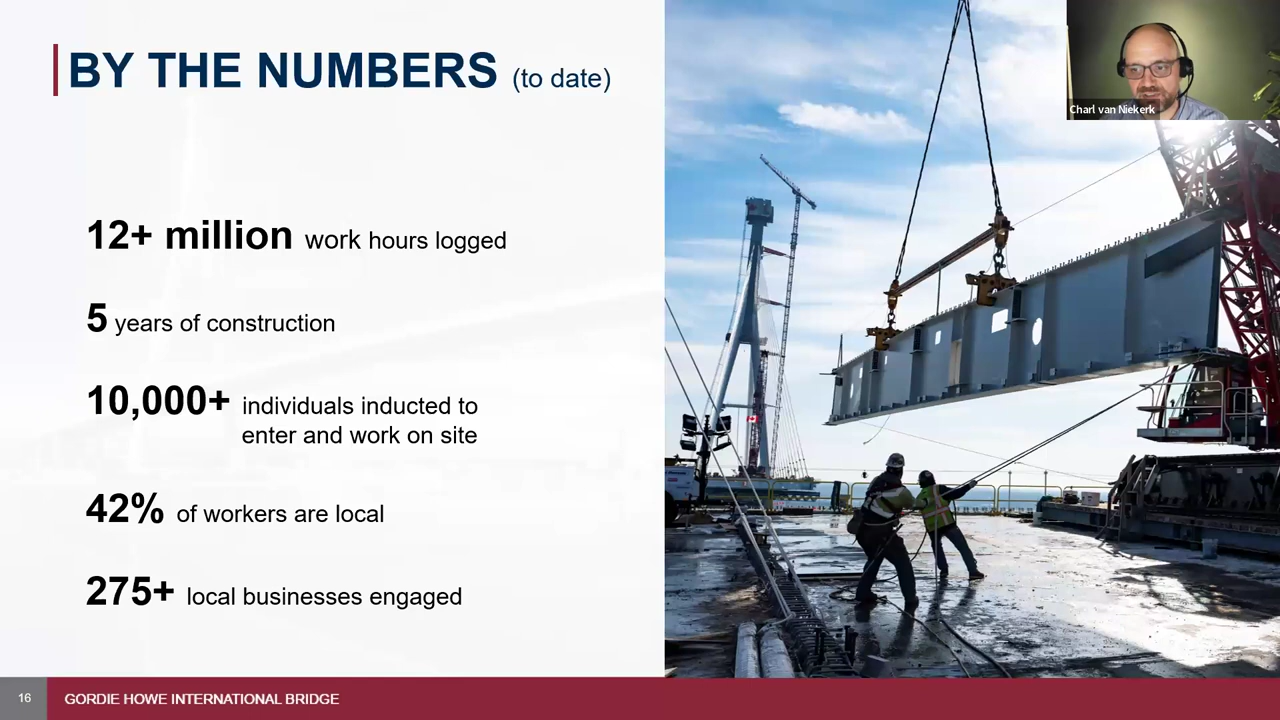 BY THE NUMBERS (to date)
Charl van Niekerk
12+ million work hours logged
5 years of construction
10,000+ individuals inducted to
enter and work on site
42% of workers are local
275+ local businesses engaged
16
GORDIE HOWE INTERNATIONAL BRIDGE